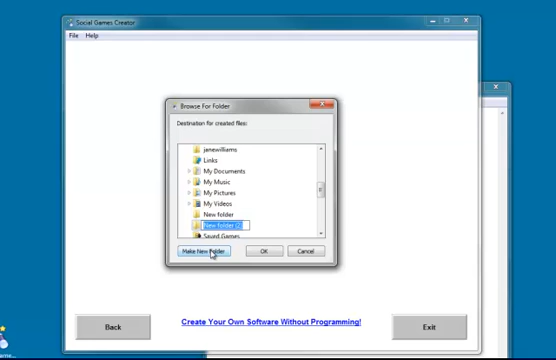 Social Games Creator
File Help
Browse For Folder
Destination for created files:
janewilliams
Links
My Documents
My Music
My Pictures
My Videos
New folder
New folder (2)
Saved Games
Make New Folder OK Cancel
Back Create Your Own Software Without Programming! Exit